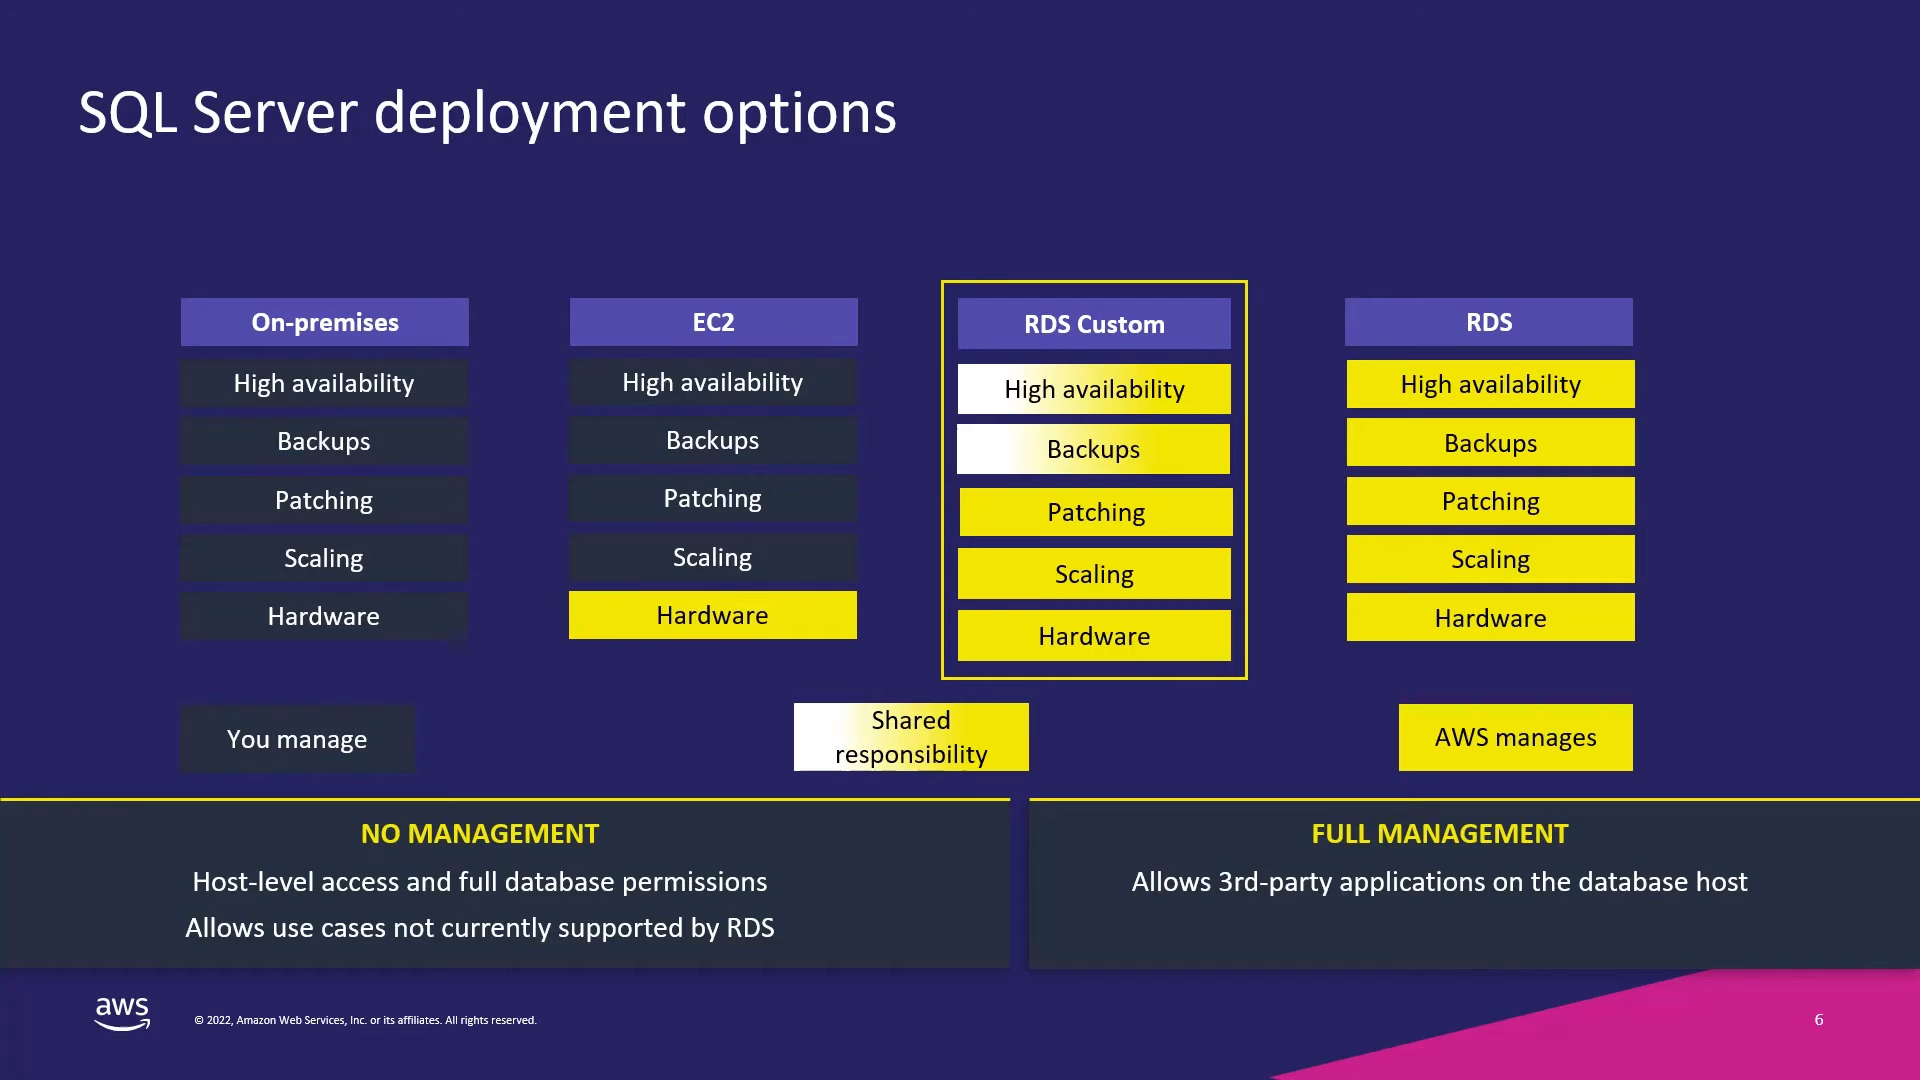 SQL Server deployment options
On-premises
High availability
Backups
Patching
Scaling
Hardware
EC2
High availability
Backups
Patching
Scaling
Hardware
RDS Custom
High availability
Backups
Patching
Scaling
Hardware
RDS
High availability
Backups
Patching
Scaling
Hardware
You manage
Shared
responsibility
AWS manages
NO MANAGEMENT
Host-level access and full database permissions
Allows use cases not currently supported by RDS
FULL MANAGEMENT
Allows 3rd-party applications on the database host
aws
© 2022, Amazon Web Services, Inc. or its affiliates. All rights reserved.
6